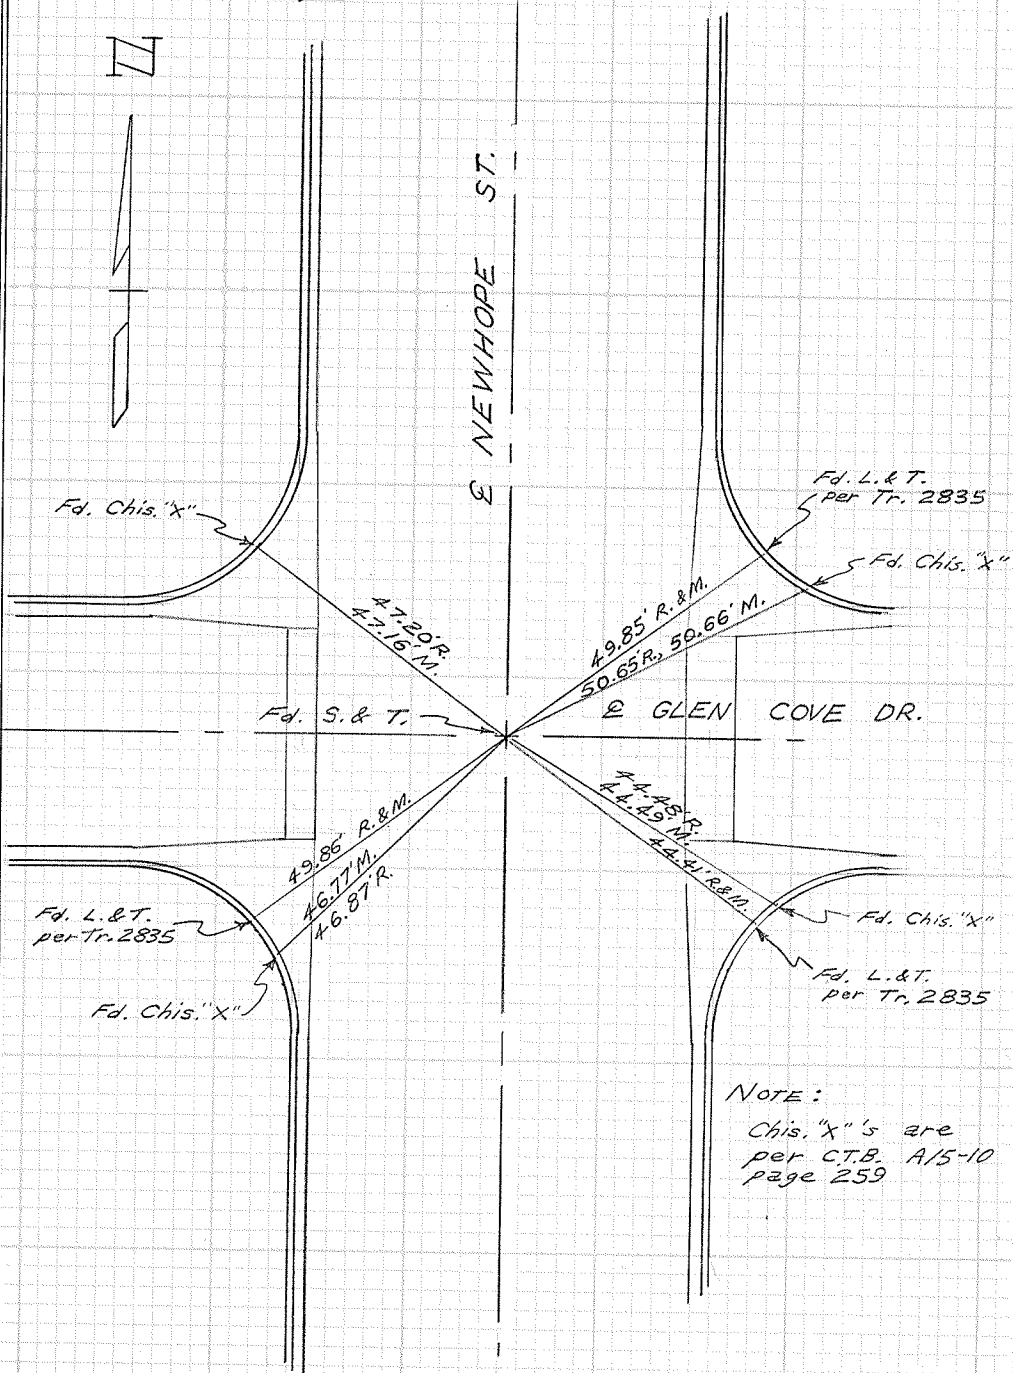 N
℄ NEWHOPE ST.
Fd. L. & T.
per Tr. 2835
Fd. Chis. "X"
Fd. Chis. "X"
47.20' R.
47.16' M.
49.85' R. & M.
50.65' R., 50.66' M.
Fd. S. & T.
℄ GLEN COVE DR.
44.48' R.
44.49' M.
44.41' R. & M.
49.86' R. & M.
46.77' M.
46.87' R.
Fd. L. & T.
per Tr. 2835
Fd. Chis. "X"
Fd. Chis. "X"
Fd. L. & T.
per Tr. 2835
NOTE:
Chis. "X"'s are
per C.T.B. A15-10
page 259